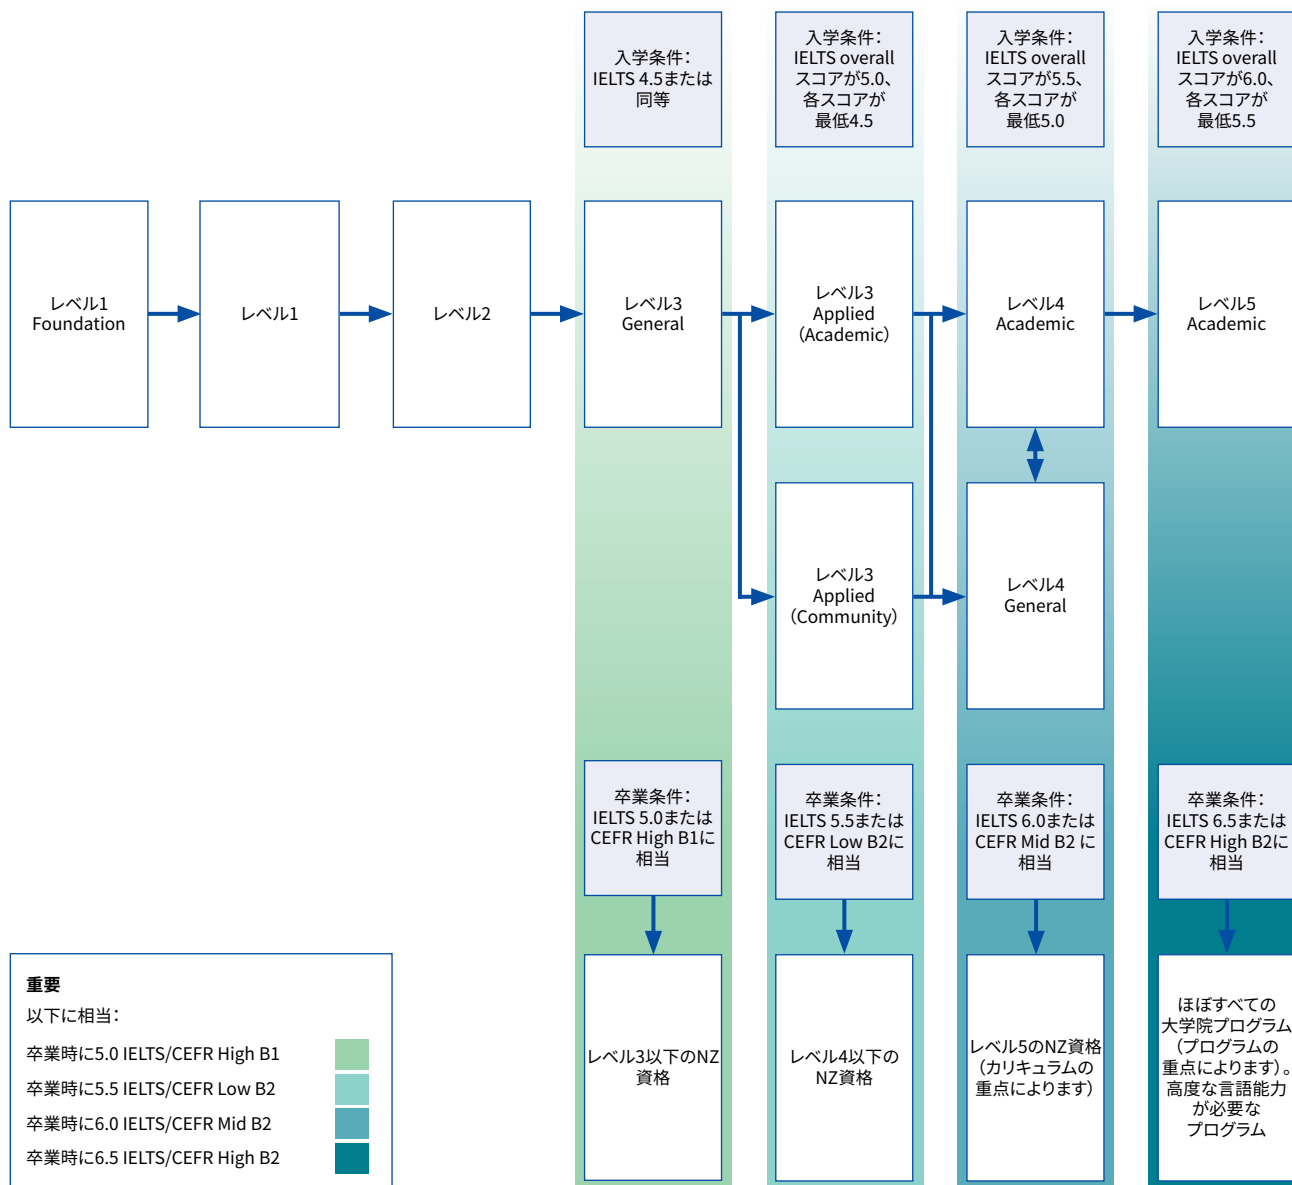 入学条件：
IELTS 4.5または
同等
入学条件：
IELTS overall
スコアが5.0、
各スコアが
最低4.5
入学条件：
IELTS overall
スコアが5.5、
各スコアが
最低5.0
入学条件：
IELTS overall
スコアが6.0、
各スコアが
最低5.5
レベル1
Foundation
レベル1
レベル2
レベル3
General
レベル3
Applied
（Academic）
レベル4
Academic
レベル5
Academic
レベル3
Applied
（Community）
レベル4
General
卒業条件：
IELTS 5.0または
CEFR High B1に
相当
卒業条件：
IELTS 5.5または
CEFR Low B2に
相当
卒業条件：
IELTS 6.0または
CEFR Mid B2 に
相当
卒業条件：
IELTS 6.5または
CEFR High B2に
相当
レベル3以下のNZ
資格
レベル4以下の
NZ資格
レベル5のNZ資格
（カリキュラムの
重点によります）
ほぼすべての
大学院プログラム
（プログラムの
重点によります）。
高度な言語能力
が必要な
プログラム
重要
以下に相当：
卒業時に5.0 IELTS/CEFR High B1
卒業時に5.5 IELTS/CEFR Low B2
卒業時に6.0 IELTS/CEFR Mid B2
卒業時に6.5 IELTS/CEFR High B2